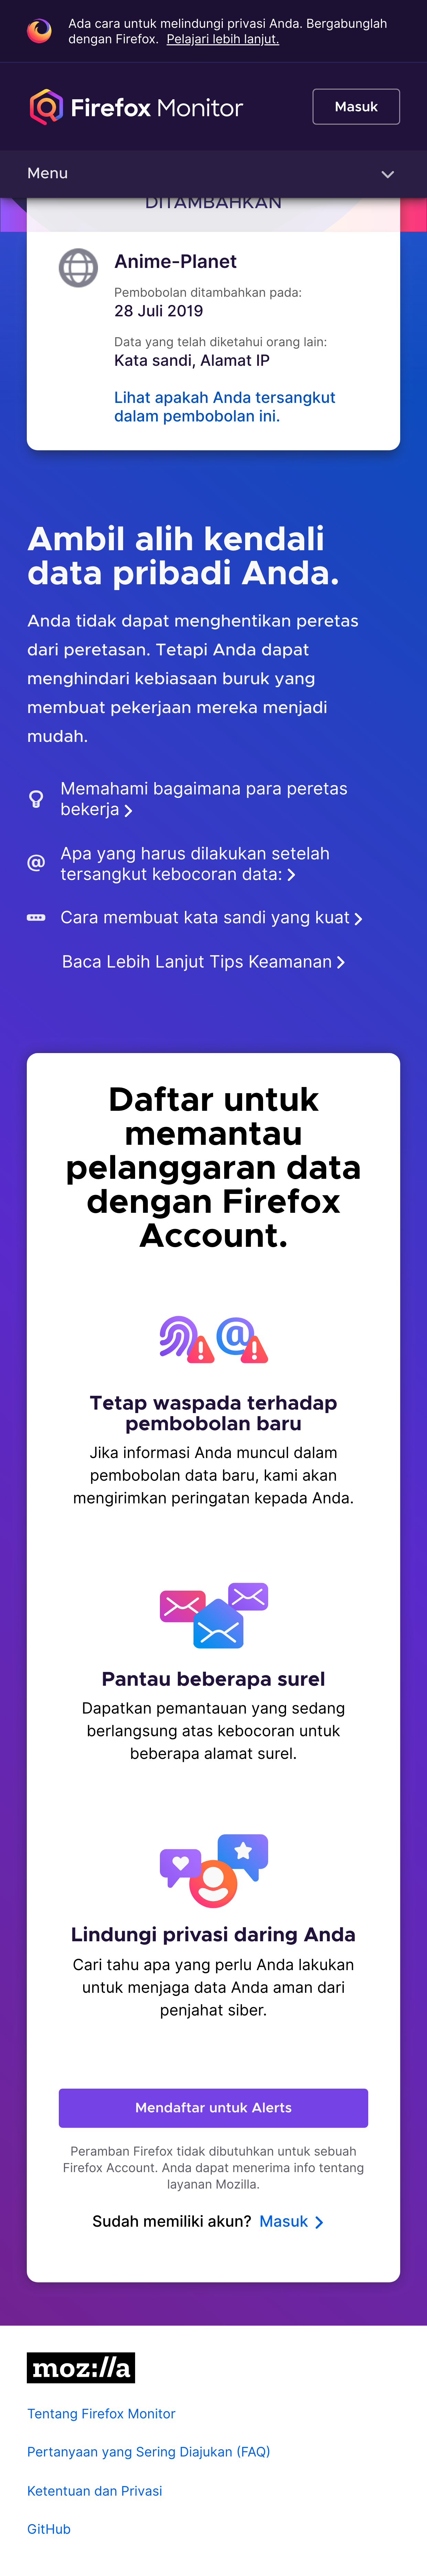 Ada cara untuk melindungi privasi Anda. Bergabunglah
dengan Firefox. Pelajari lebih lanjut.
Firefox Monitor
Masuk
Menu
DITAMBAHKAN
Anime-Planet
Pembobolan ditambahkan pada:
28 Juli 2019
Data yang telah diketahui orang lain:
Kata sandi, Alamat IP
Lihat apakah Anda tersangkut
dalam pembobolan ini.
Ambil alih kendali
data pribadi Anda.
Anda tidak dapat menghentikan peretas
dari peretasan. Tetapi Anda dapat
menghindari kebiasaan buruk yang
membuat pekerjaan mereka menjadi
mudah.
Memahami bagaimana para peretas
bekerja
Apa yang harus dilakukan setelah
tersangkut kebocoran data:
Cara membuat kata sandi yang kuat
Baca Lebih Lanjut Tips Keamanan
Daftar untuk
memantau
pelanggaran data
dengan Firefox
Account.
Tetap waspada terhadap
pembobolan baru
Jika informasi Anda muncul dalam
pembobolan data baru, kami akan
mengirimkan peringatan kepada Anda.
Pantau beberapa surel
Dapatkan pemantauan yang sedang
berlangsung atas kebocoran untuk
beberapa alamat surel.
Lindungi privasi daring Anda
Cari tahu apa yang perlu Anda lakukan
untuk menjaga data Anda aman dari
penjahat siber.
Mendaftar untuk Alerts
Peramban Firefox tidak dibutuhkan untuk sebuah
Firefox Account. Anda dapat menerima info tentang
layanan Mozilla.
Sudah memiliki akun? Masuk
moz://a
Tentang Firefox Monitor
Pertanyaan yang Sering Diajukan (FAQ)
Ketentuan dan Privasi
GitHub